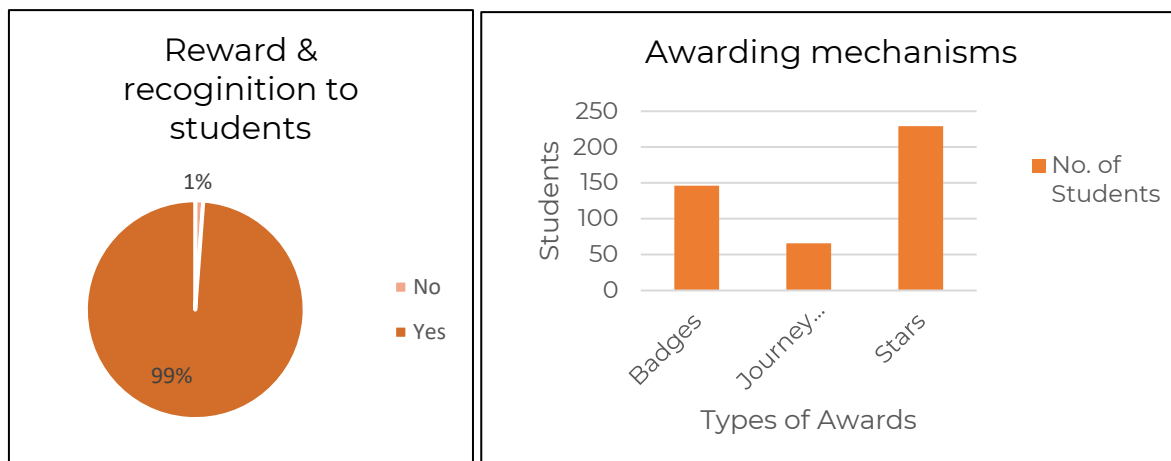 Reward &
recoginition to
students
1%
99%
No
Yes
Awarding mechanisms
250
200
150
100
50
0
Students
Badges
Journey...
Stars
Types of Awards
No. of
Students